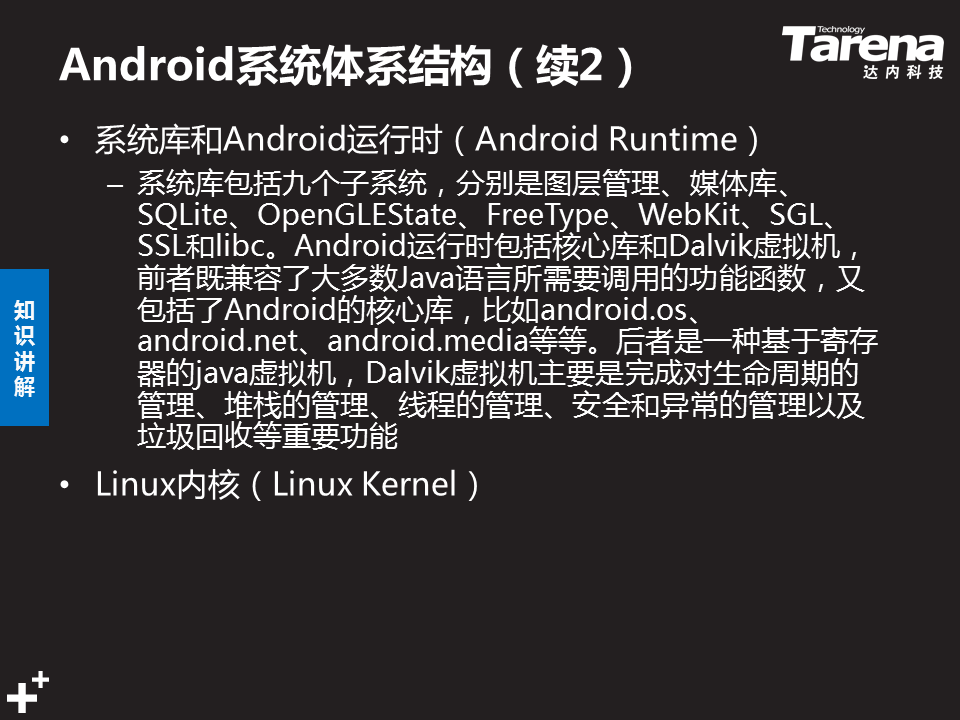 Android系统体系结构（续2）
Technology
Tarena
达内科技
• 系统库和Android运行时（Android Runtime）
– 系统库包括九个子系统，分别是图层管理、媒体库、
SQLite、OpenGLEState、FreeType、WebKit、SGL、
SSL和libc。Android运行时包括核心库和Dalvik虚拟机，
前者既兼容了大多数Java语言所需要调用的功能函数，又
包括了Android的核心库，比如android.os、
android.net、android.media等等。后者是一种基于寄存
器的java虚拟机，Dalvik虚拟机主要是完成对生命周期的
管理、堆栈的管理、线程的管理、安全和异常的管理以及
垃圾回收等重要功能
• Linux内核（Linux Kernel）
知
识
讲
解